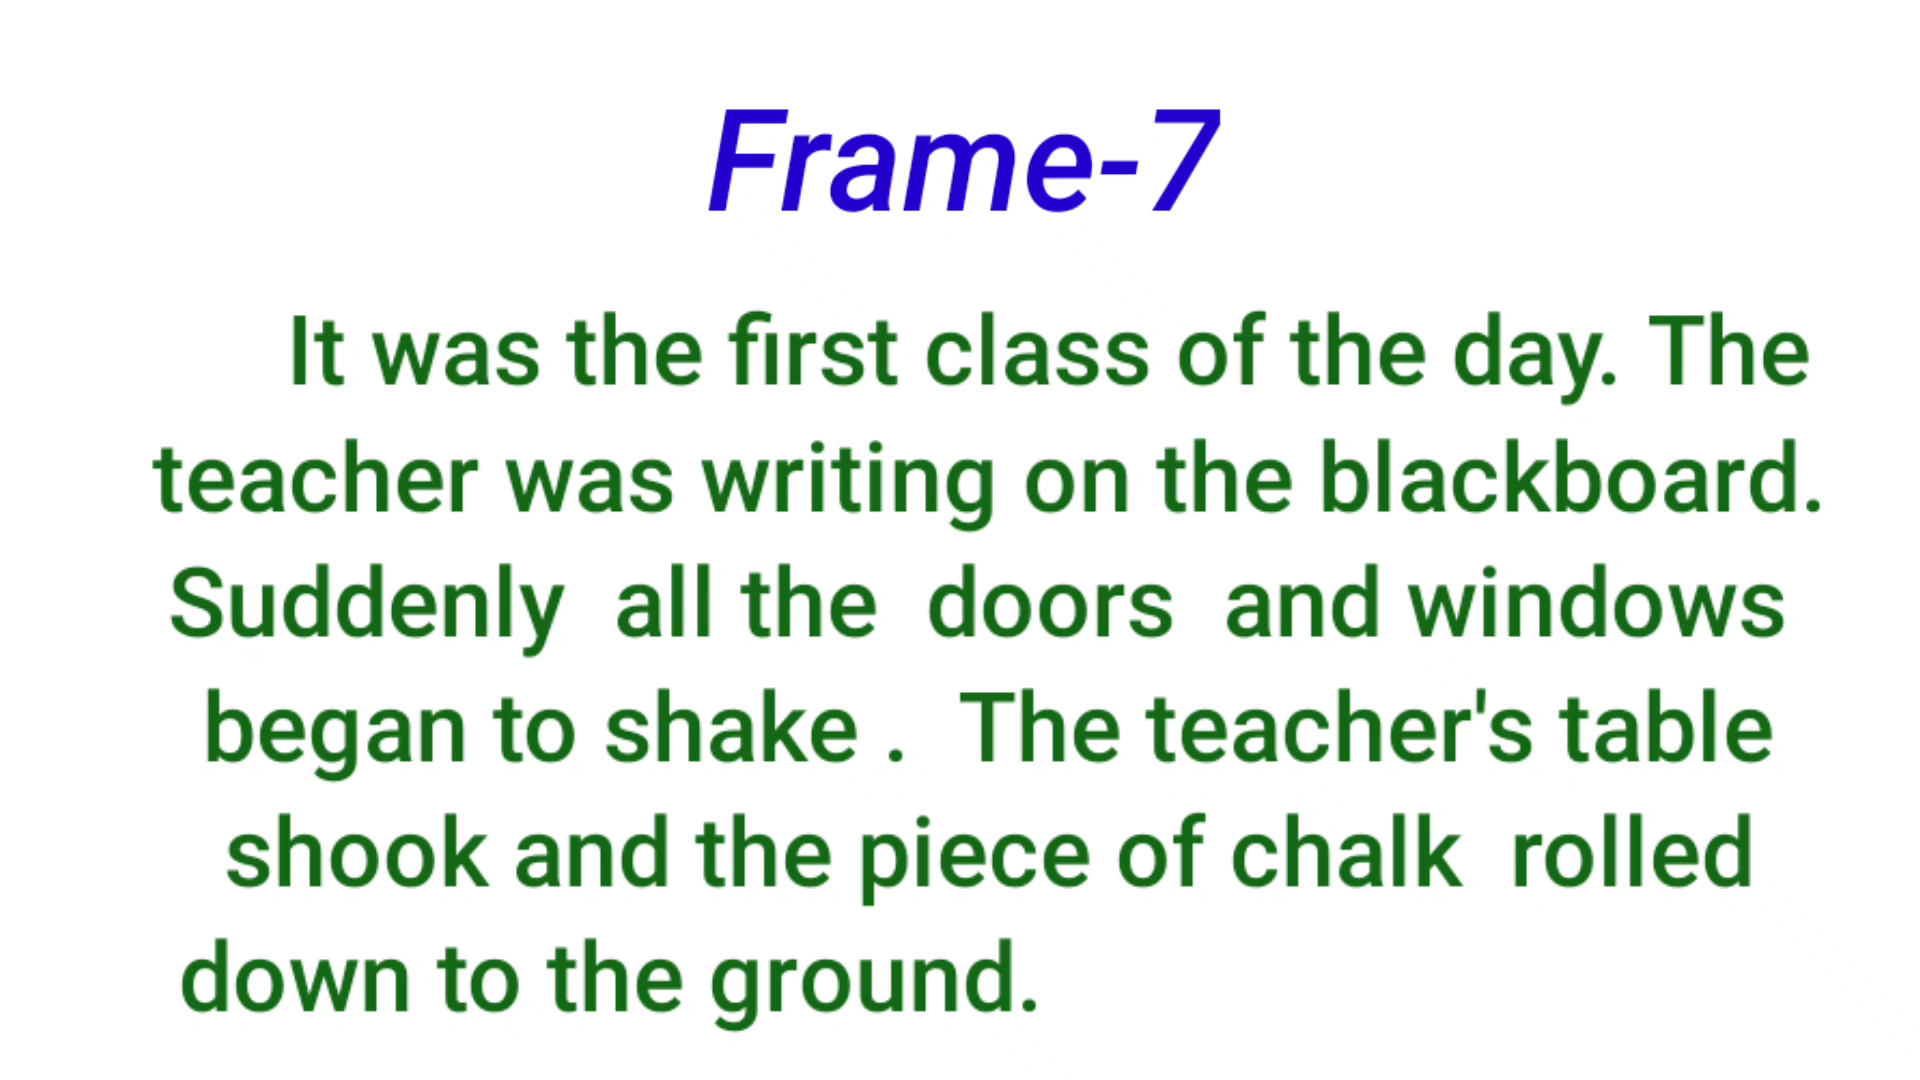 Frame-7
It was the first class of the day. The
teacher was writing on the blackboard.
Suddenly all the doors and windows
began to shake . The teacher's table
shook and the piece of chalk rolled
down to the ground.